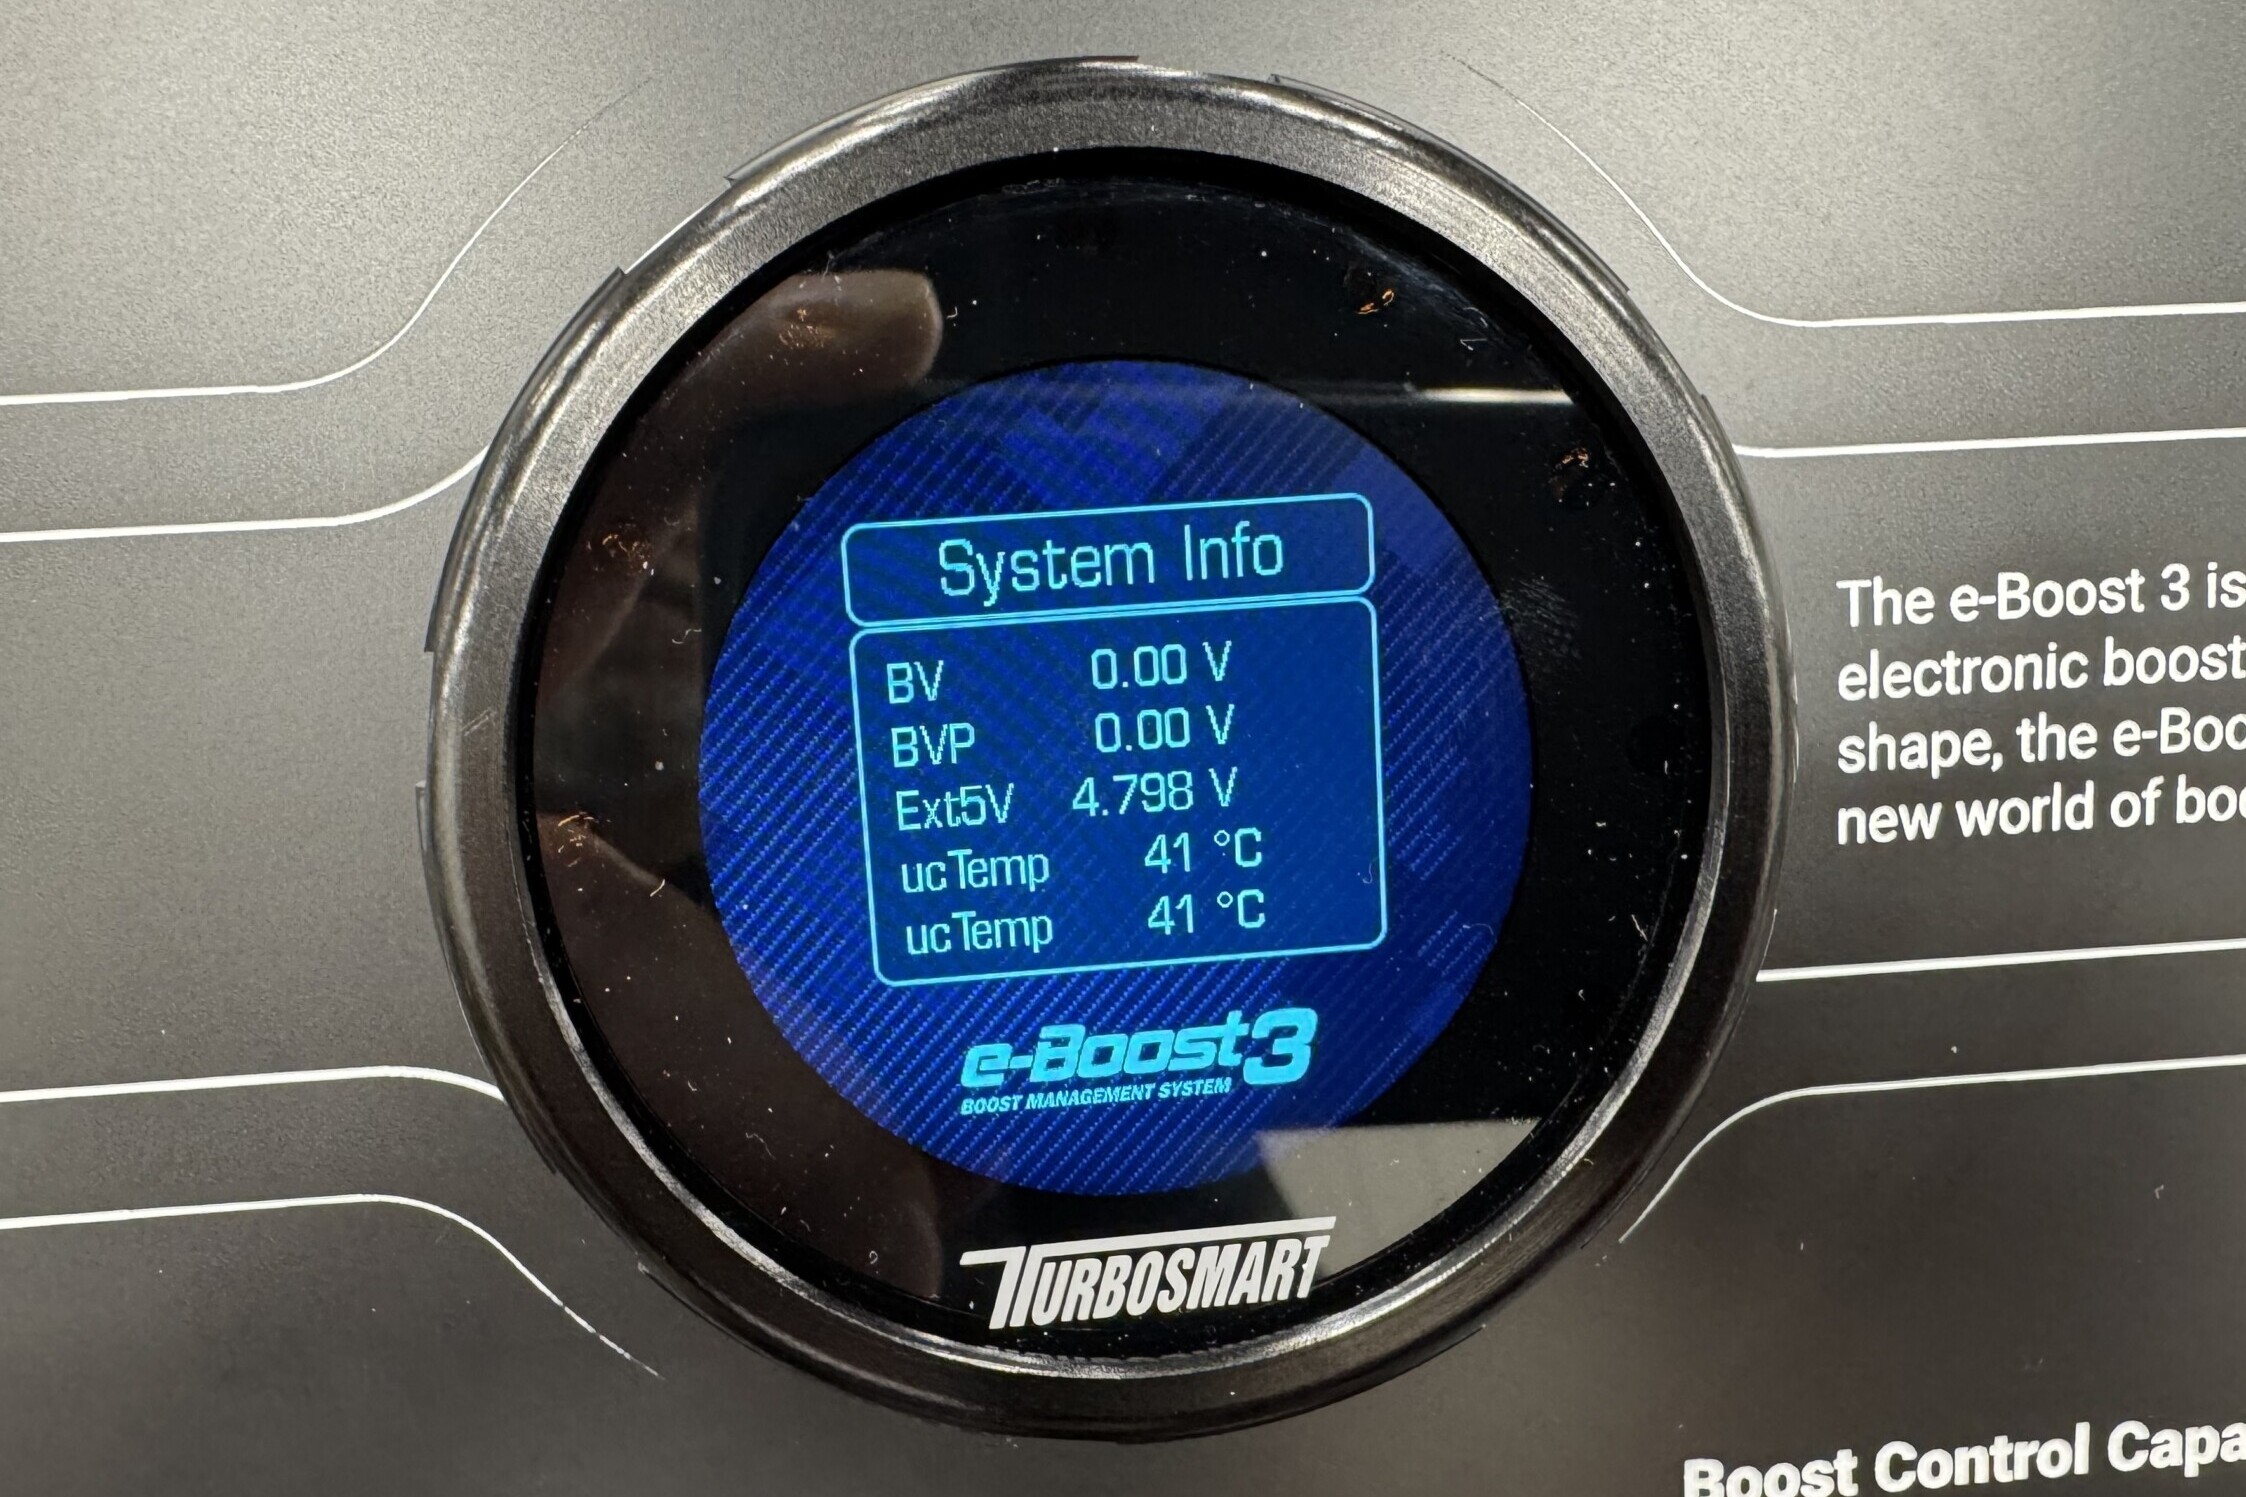 System Info
BV 0.00 V
BVP 0.00 V
Ext5V 4.798 V
ucTemp 41 °C
ucTemp 41 °C
e-Boost3
BOOST MANAGEMENT SYSTEM
TURBOSMART
The e-Boost 3 is
electronic boost
shape, the e-Boo
new world of boo
Boost Control Capa